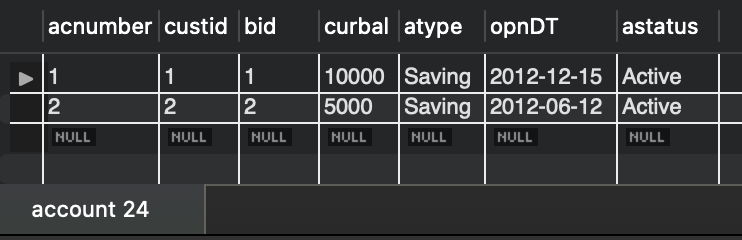 acnumber custid bid curbal atype opnDT astatus
1 1 1 10000 Saving 2012-12-15 Active
2 2 2 5000 Saving 2012-06-12 Active
NULL NULL NULL NULL NULL NULL NULL
account 24